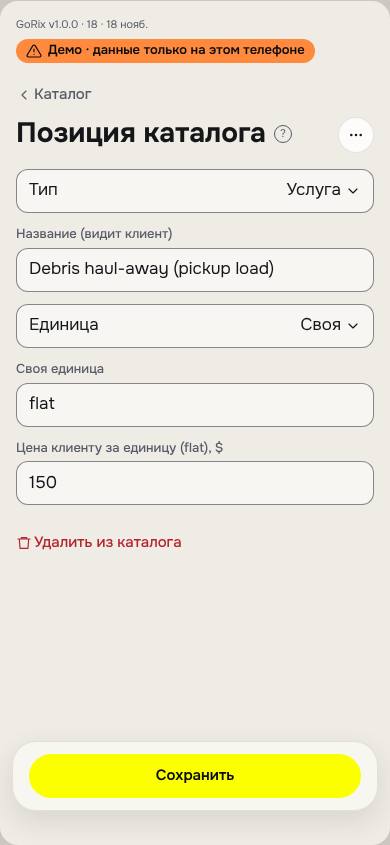 GoRix v1.0.0 · 18 · 18 нояб.
Демо · данные только на этом телефоне
Каталог
Позиция каталога ?
Тип Услуга
Название (видит клиент)
Debris haul-away (pickup load)
Единица Своя
Своя единица
flat
Цена клиенту за единицу (flat), $
150
Удалить из каталога
Сохранить